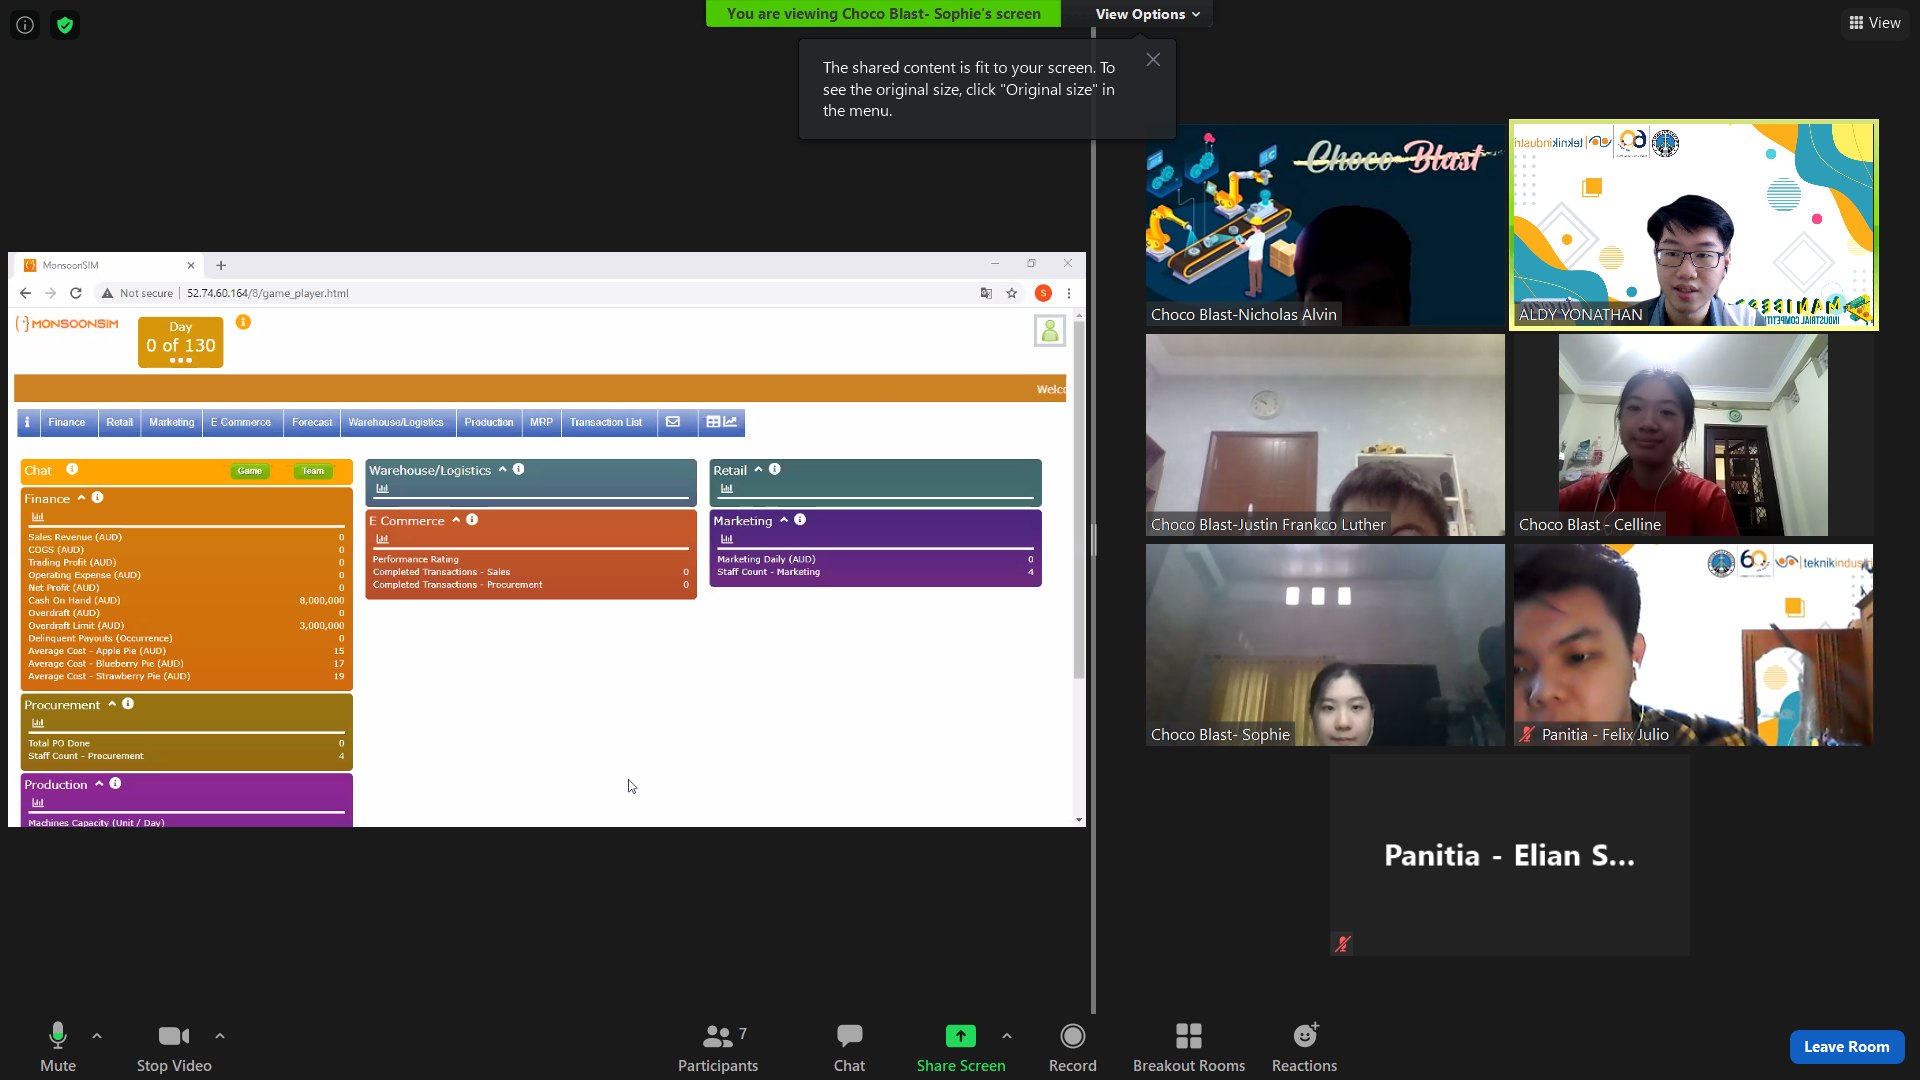 You are viewing Choco Blast- Sophie's screen
View Options
View
The shared content is fit to your screen. To
see the original size, click "Original size" in
the menu.
MonsoonSIM
Not secure
52.74.60.164/8/game_player.html
S
MONSOONSIM
Day
0 of 130
Welco
Finance
Retail
Marketing
E Commerce
Forecast
Warehouse/Logistics
Production
MRP
Transaction List
Chat
Game
Team
Finance
Sales Revenue (AUD) 0
COGS (AUD) 0
Trading Profit (AUD) 0
Operating Expense (AUD) 0
Net Profit (AUD) 0
Cash On Hand (AUD) 8,000,000
Overdraft (AUD) 0
Overdraft Limit (AUD) 3,000,000
Delinquent Payouts (Occurrence) 0
Average Cost - Apple Pie (AUD) 15
Average Cost - Blueberry Pie (AUD) 17
Average Cost - Strawberry Pie (AUD) 19
Procurement
Total PO Done 0
Staff Count - Procurement 4
Production
Machines Capacity (Unit / Day)
Warehouse/Logistics
E Commerce
Performance Rating
Completed Transactions - Sales 0
Completed Transactions - Procurement 0
Retail
Marketing
Marketing Daily (AUD) 0
Staff Count - Marketing 4
Choco Blast
Choco Blast-Nicholas Alvin
teknikindustri
60
MANIFEST
INDUSTRIAL COMPETITI
ALDY YONATHAN
Choco Blast-Justin Frankco Luther
Choco Blast - Celline
Choco Blast- Sophie
60
teknikindustri
Panitia - Felix Julio
Panitia - Elian S...
Mute
Stop Video
7
Participants
Chat
Share Screen
Record
Breakout Rooms
Reactions
Leave Room